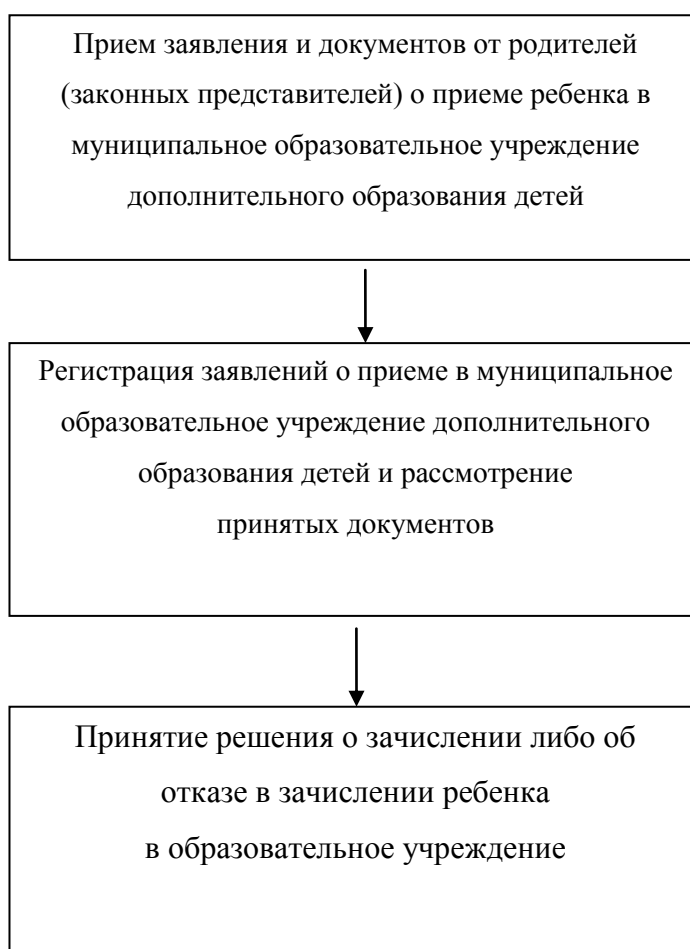 Прием заявления и документов от родителей
(законных представителей) о приеме ребенка в
муниципальное образовательное учреждение
дополнительного образования детей
Регистрация заявлений о приеме в муниципальное
образовательное учреждение дополнительного
образования детей и рассмотрение
принятых документов
Принятие решения о зачислении либо об
отказе в зачислении ребенка
в образовательное учреждение